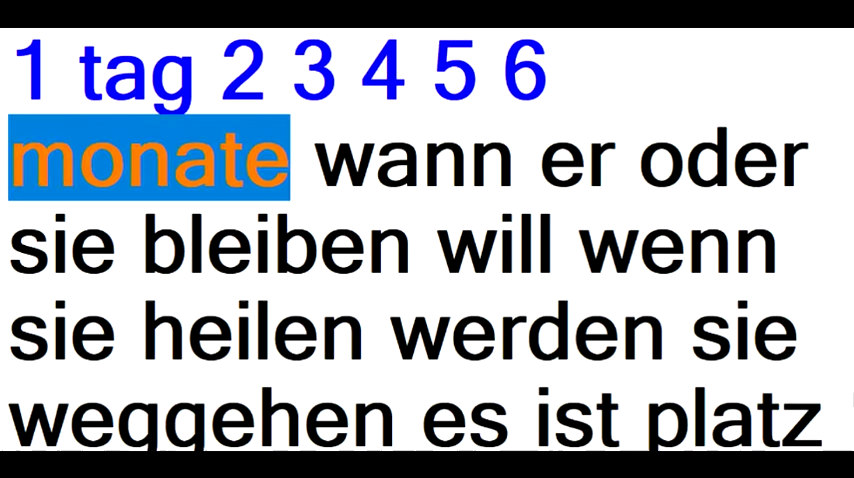 1 tag 2 3 4 5 6
monate wann er oder
sie bleiben will wenn
sie heilen werden sie
weggehen es ist platz